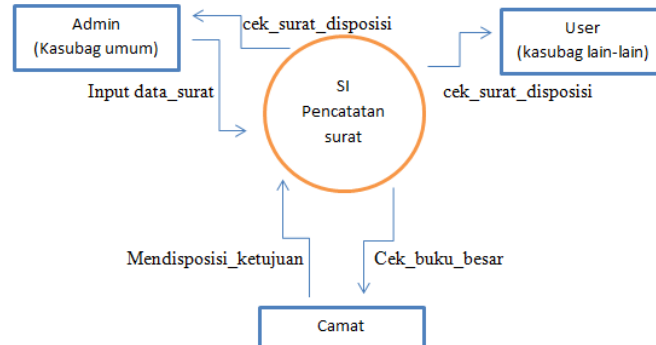 Admin
(Kasubag umum)
cek_surat_disposisi
User
(kasubag lain-lain)
Input data_surat
SI
Pencatatan
surat
cek_surat_disposisi
Mendisposisi_ketujuan
Cek_buku_besar
Camat